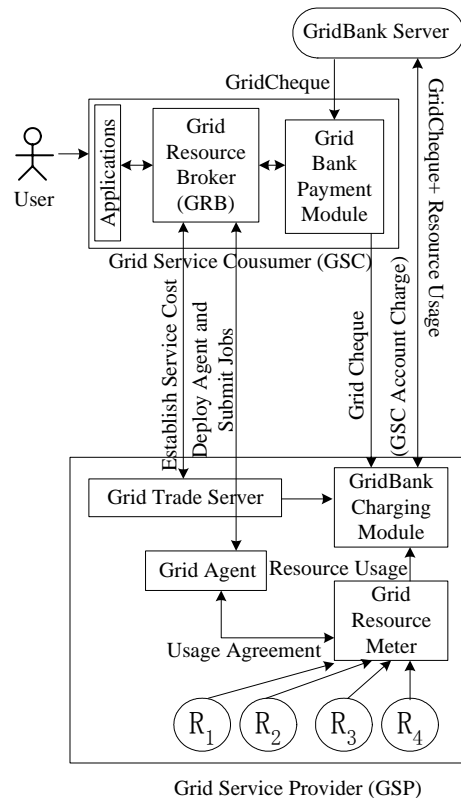 GridBank Server
GridCheque
GridCheque+ Resource Usage
(GSC Account Charge)
User
Applications
Grid
Resource
Broker
(GRB)
Grid
Bank
Payment
Module
Grid Service Cousumer (GSC)
Establish Service Cost
Deploy Agent and
Submit Jobs
Grid Cheque
Grid Trade Server
GridBank
Charging
Module
Grid Agent
Resource Usage
Grid
Resource
Meter
Usage Agreement
R1
R2
R3
R4
Grid Service Provider (GSP)